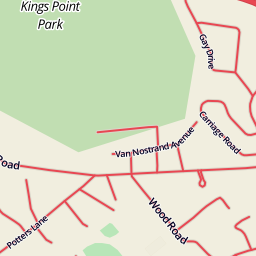 Kings Point
Park
Gay Drive
Carriage Road
Van Nostrand Avenue
Road
Potters Lane
Wood Road